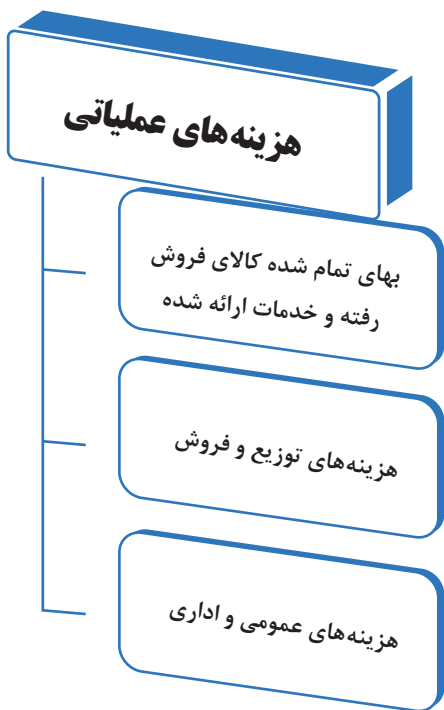 هزینه‌های عملیاتی
بهای تمام شده کالای فروش
رفته و خدمات ارائه شده
هزینه‌های توزیع و فروش
هزینه‌های عمومی و اداری